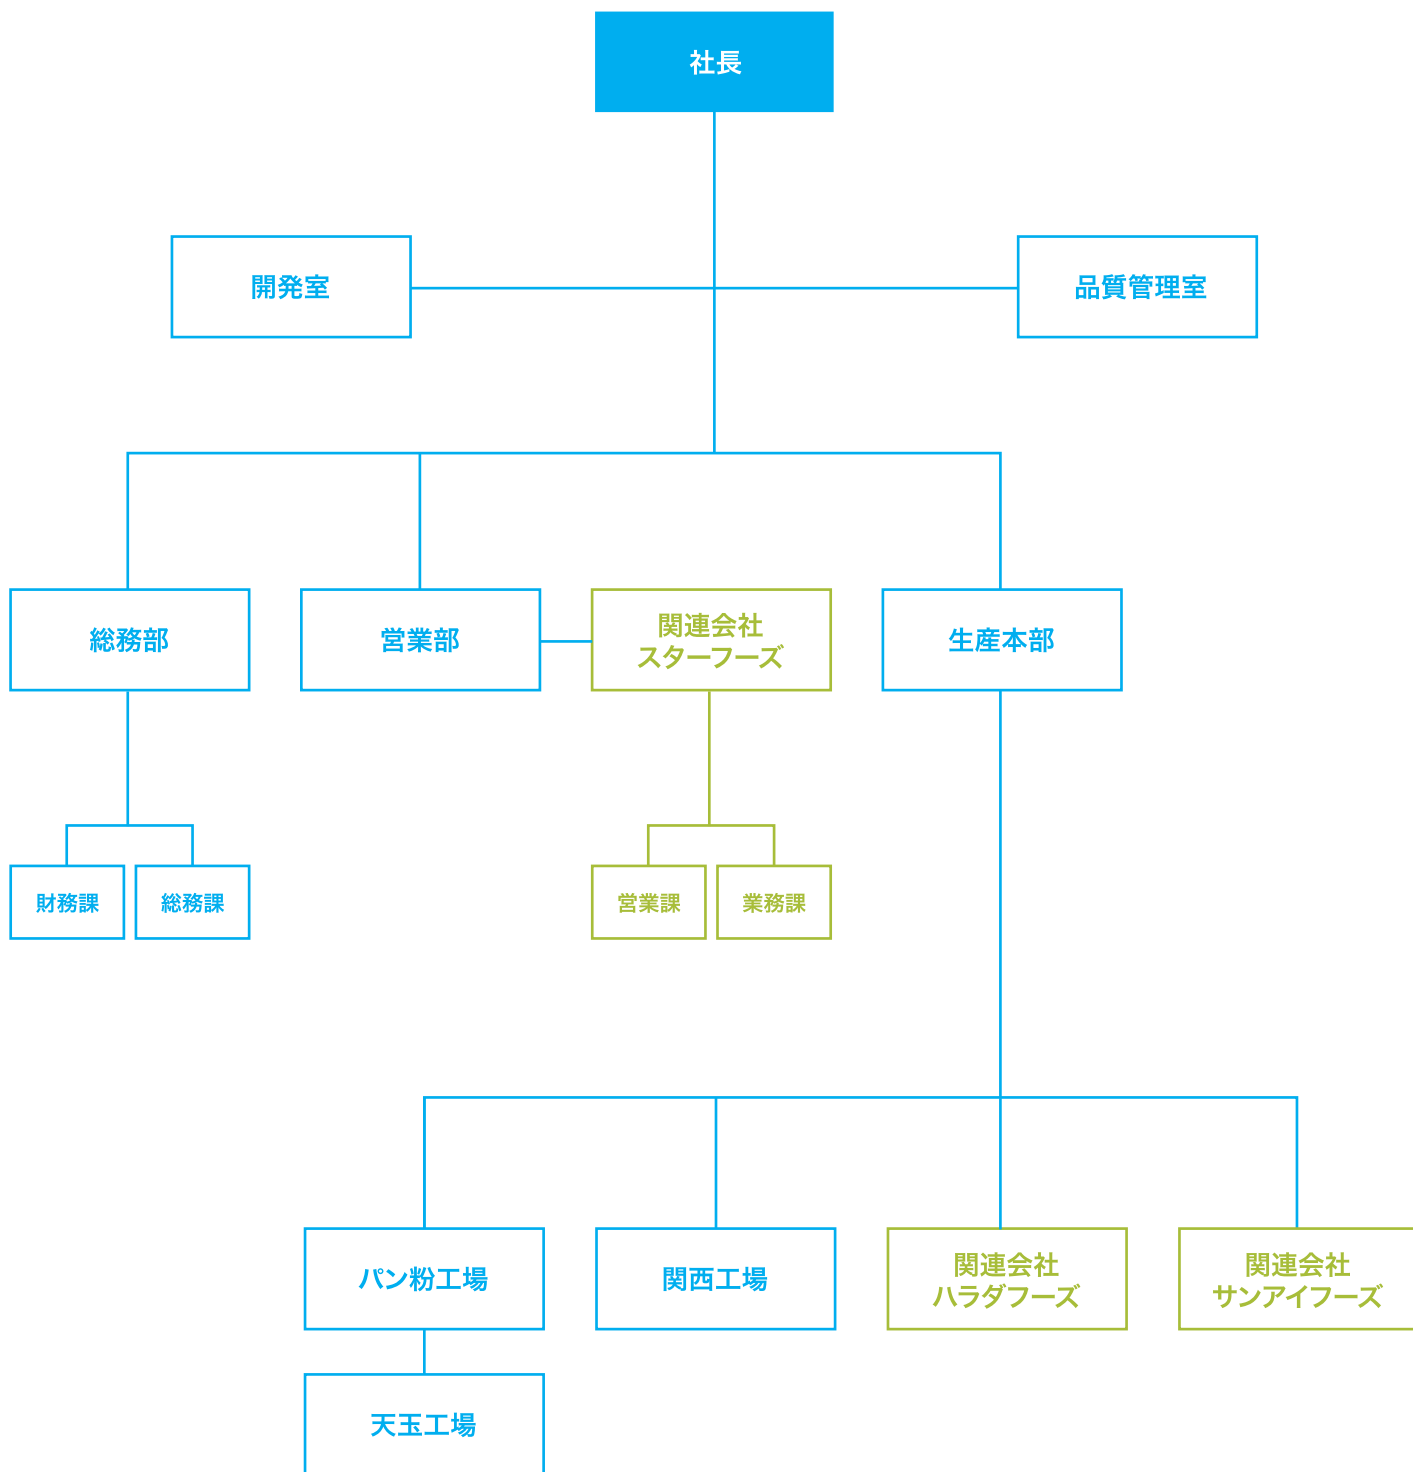 社長
開発室
品質管理室
総務部
営業部
関連会社
スターフーズ
生産本部
財務課
総務課
営業課
業務課
パン粉工場
関西工場
関連会社
ハラダフーズ
関連会社
サンアイフーズ
天玉工場